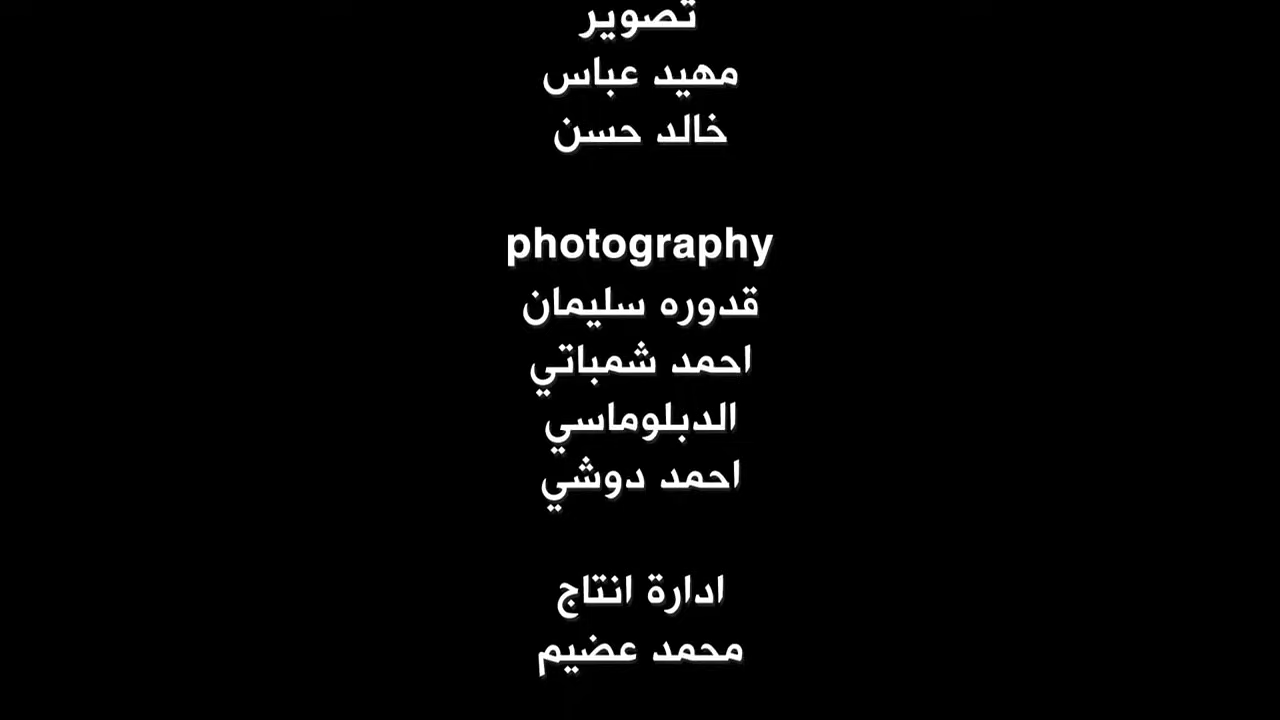 تصوير
مهيد عباس
خالد حسن
photography
قدوره سليمان
احمد شمباتي
الدبلوماسي
احمد دوشي
ادارة انتاج
محمد عضيم